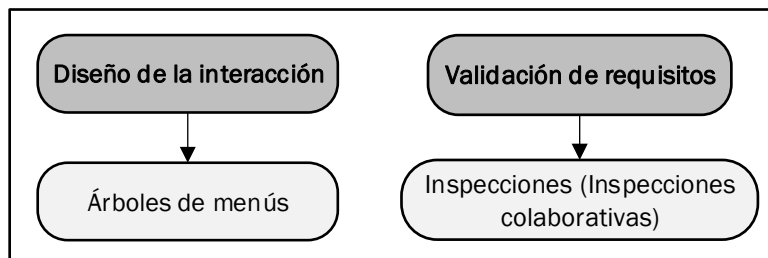 Diseño de la interacción
Validación de requisitos
Árboles de menús
Inspecciones (Inspecciones
colaborativas)